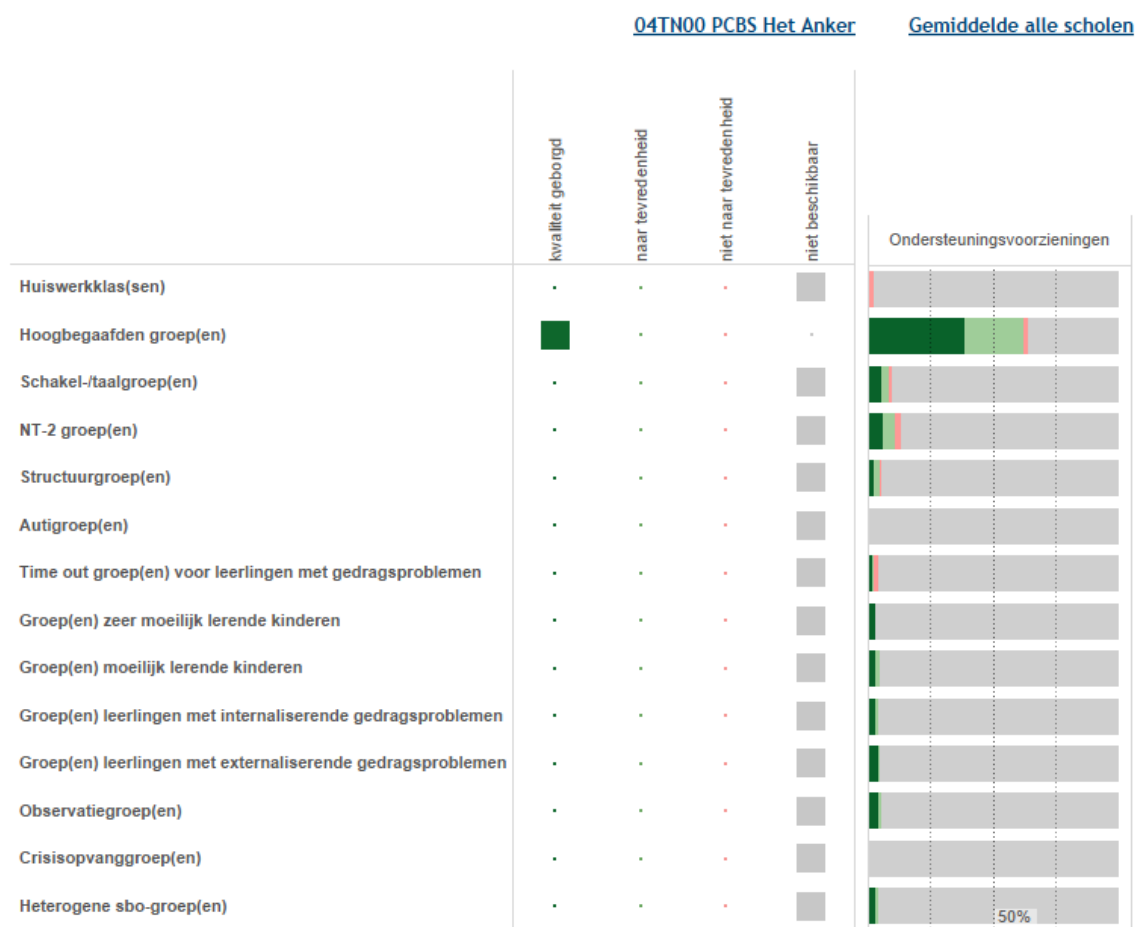 04TN00 PCBS Het Anker
Gemiddelde alle scholen
kwaliteit geborgd
naar tevredenheid
niet naar tevredenheid
niet beschikbaar
Ondersteuningsvoorzieningen
Huiswerkklas(sen)
Hoogbegaafden groep(en)
Schakel-/taalgroep(en)
NT-2 groep(en)
Structuurgroep(en)
Autigroep(en)
Time out groep(en) voor leerlingen met gedragsproblemen
Groep(en) zeer moeilijk lerende kinderen
Groep(en) moeilijk lerende kinderen
Groep(en) leerlingen met internaliserende gedragsproblemen
Groep(en) leerlingen met externaliserende gedragsproblemen
Observatiegroep(en)
Crisisopvanggroep(en)
Heterogene sbo-groep(en)
50%